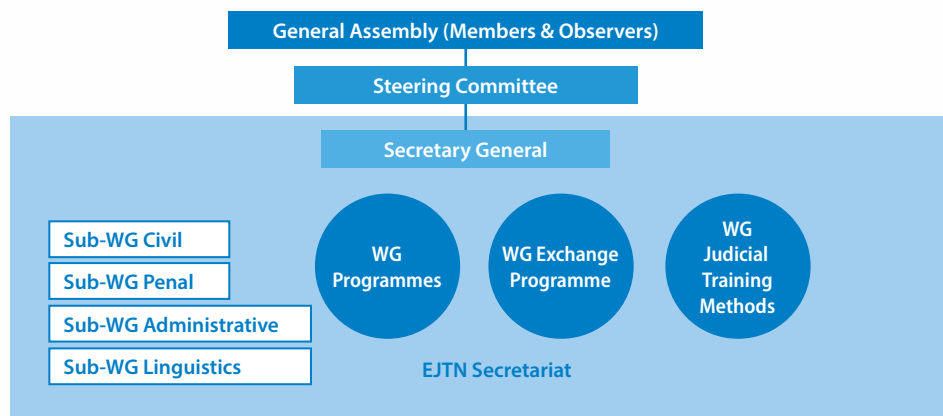 General Assembly (Members & Observers)
Steering Committee
Secretary General
Sub-WG Civil
Sub-WG Penal
Sub-WG Administrative
Sub-WG Linguistics
WG
Programmes
WG Exchange
Programme
WG
Judicial
Training
Methods
EJTN Secretariat